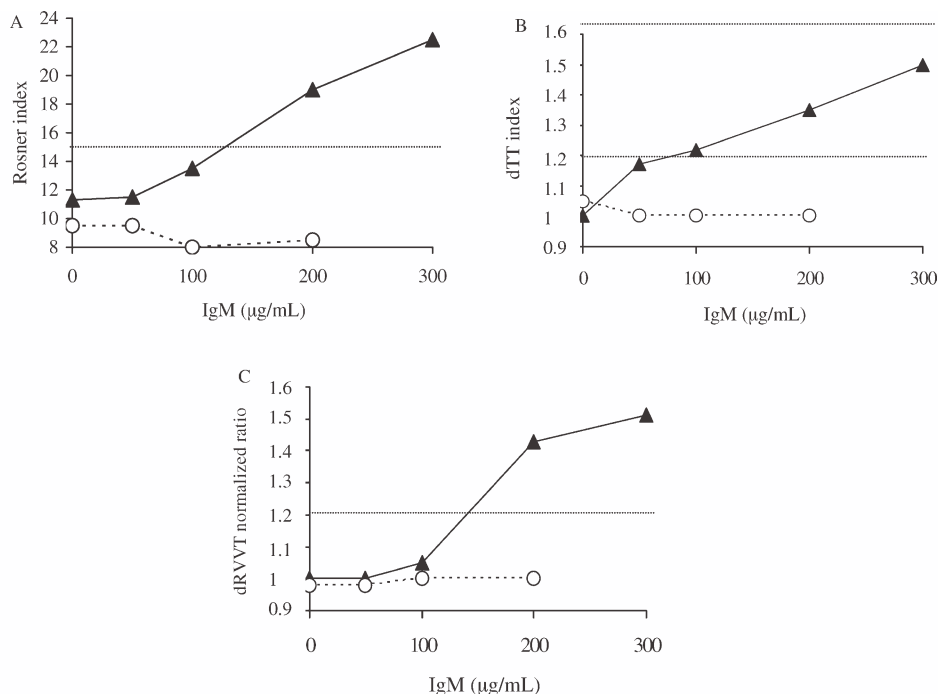 A
Rosner index
24
22
20
18
16
14
12
10
8
0 100 200 300
IgM (μg/mL)
B
dTT index
1.6
1.5
1.4
1.3
1.2
1.1
1
0.9
0 100 200 300
IgM (μg/mL)
C
dRVVT normalized ratio
1.6
1.5
1.4
1.3
1.2
1.1
1
0.9
0 100 200 300
IgM (μg/mL)